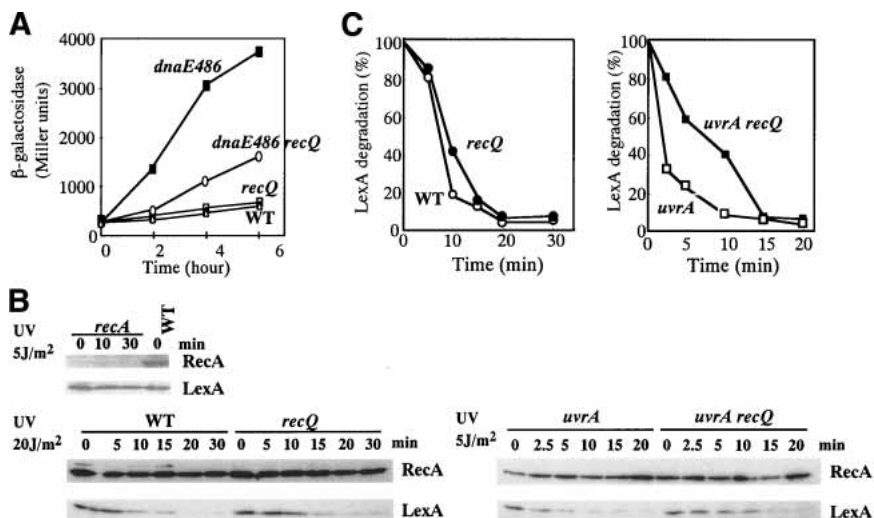 A
β-galactosidase
(Miller units)
4000
3000
2000
1000
0
dnaE486
dnaE486 recQ
recQ
WT
0 2 4 6
Time (hour)
C
LexA degradation (%)
100
80
60
40
20
0
recQ
WT
0 10 20 30
Time (min)
LexA degradation (%)
100
80
60
40
20
0
uvrA recQ
uvrA
0 5 10 15 20
Time (min)
B
UV
5J/m2
recA WT
0 10 30 0 min
RecA
LexA
UV
20J/m2
WT recQ
0 5 10 15 20 30 0 5 10 15 20 30 min
RecA
LexA
UV
5J/m2
uvrA uvrA recQ
0 2.5 5 10 15 20 0 2.5 5 10 15 20 min
RecA
LexA